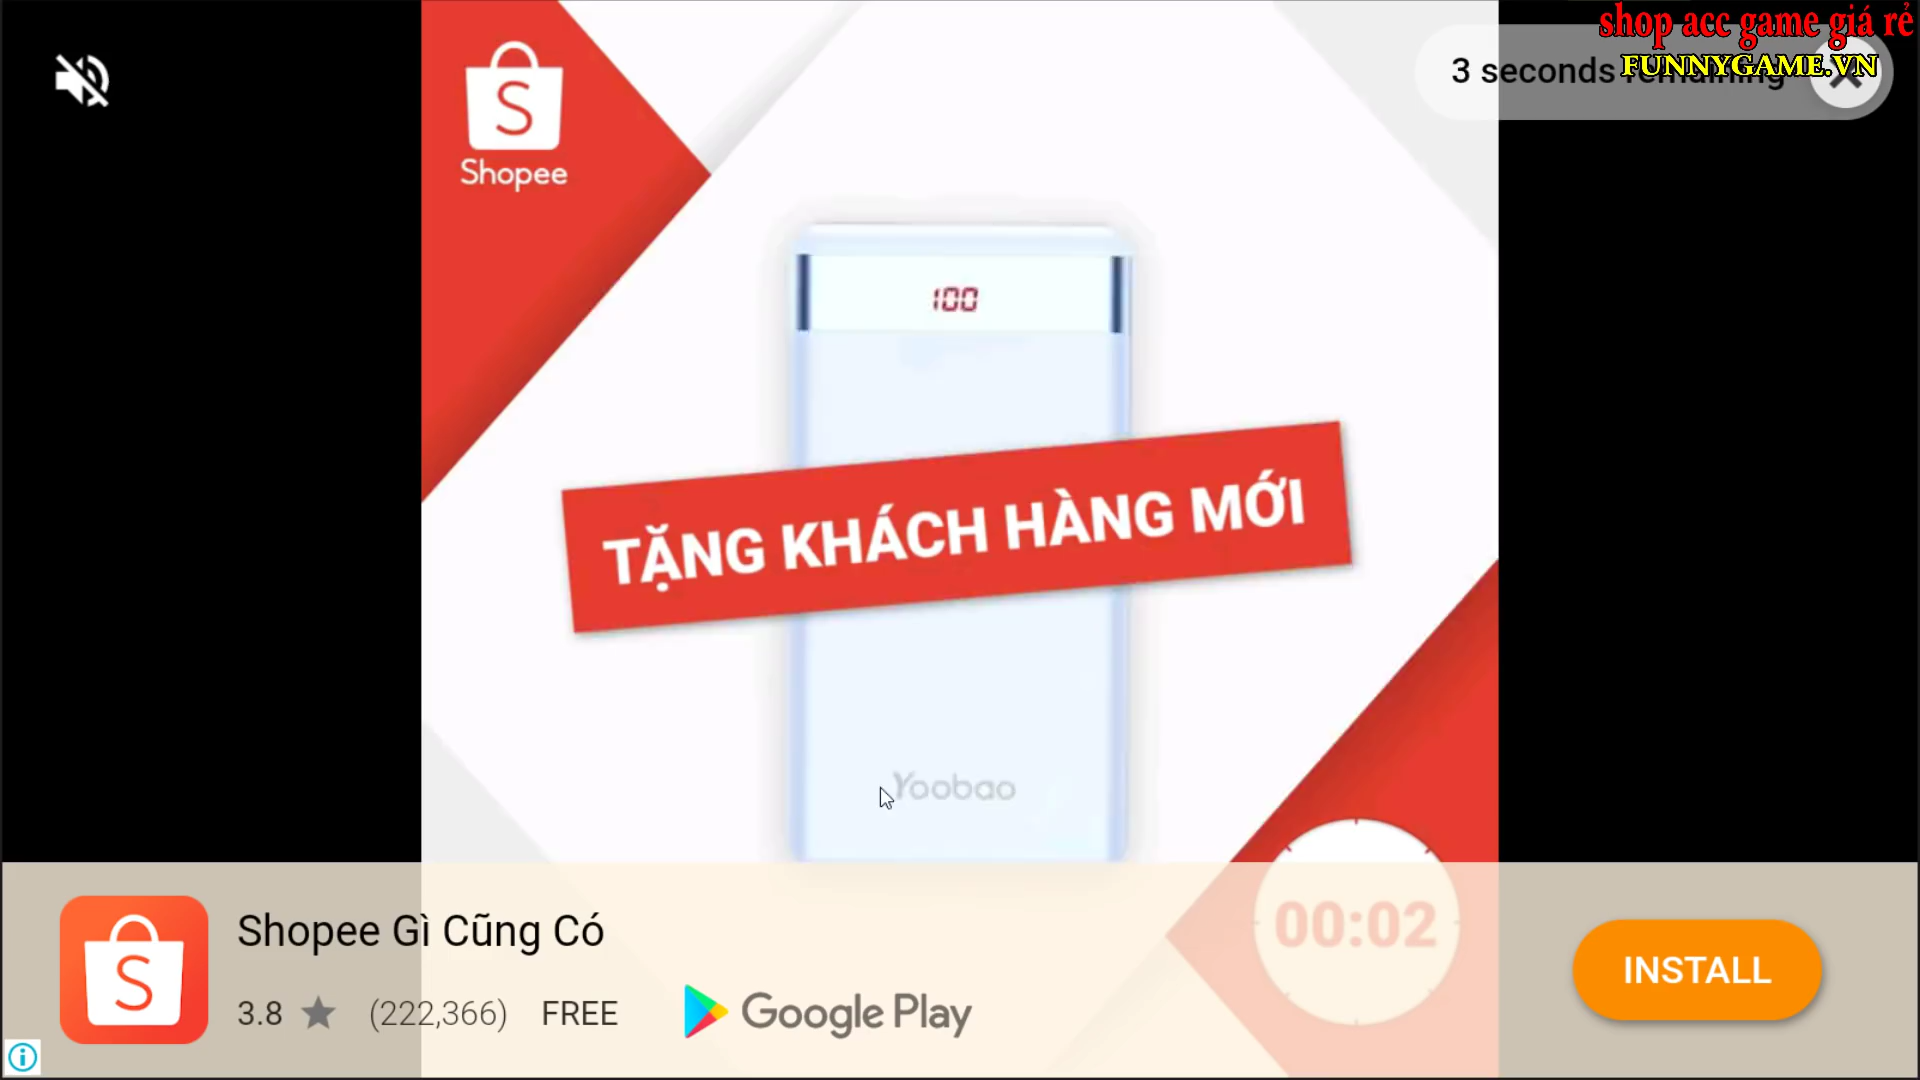 shop acc game giá rẻ
3 seconds remaining
FUNNYGAME.VN
S
Shopee
100
TẶNG KHÁCH HÀNG MỚI
Yoobao
00:02
Shopee Gì Cũng Có
S
3.8 ★ (222,366) FREE
Google Play
INSTALL